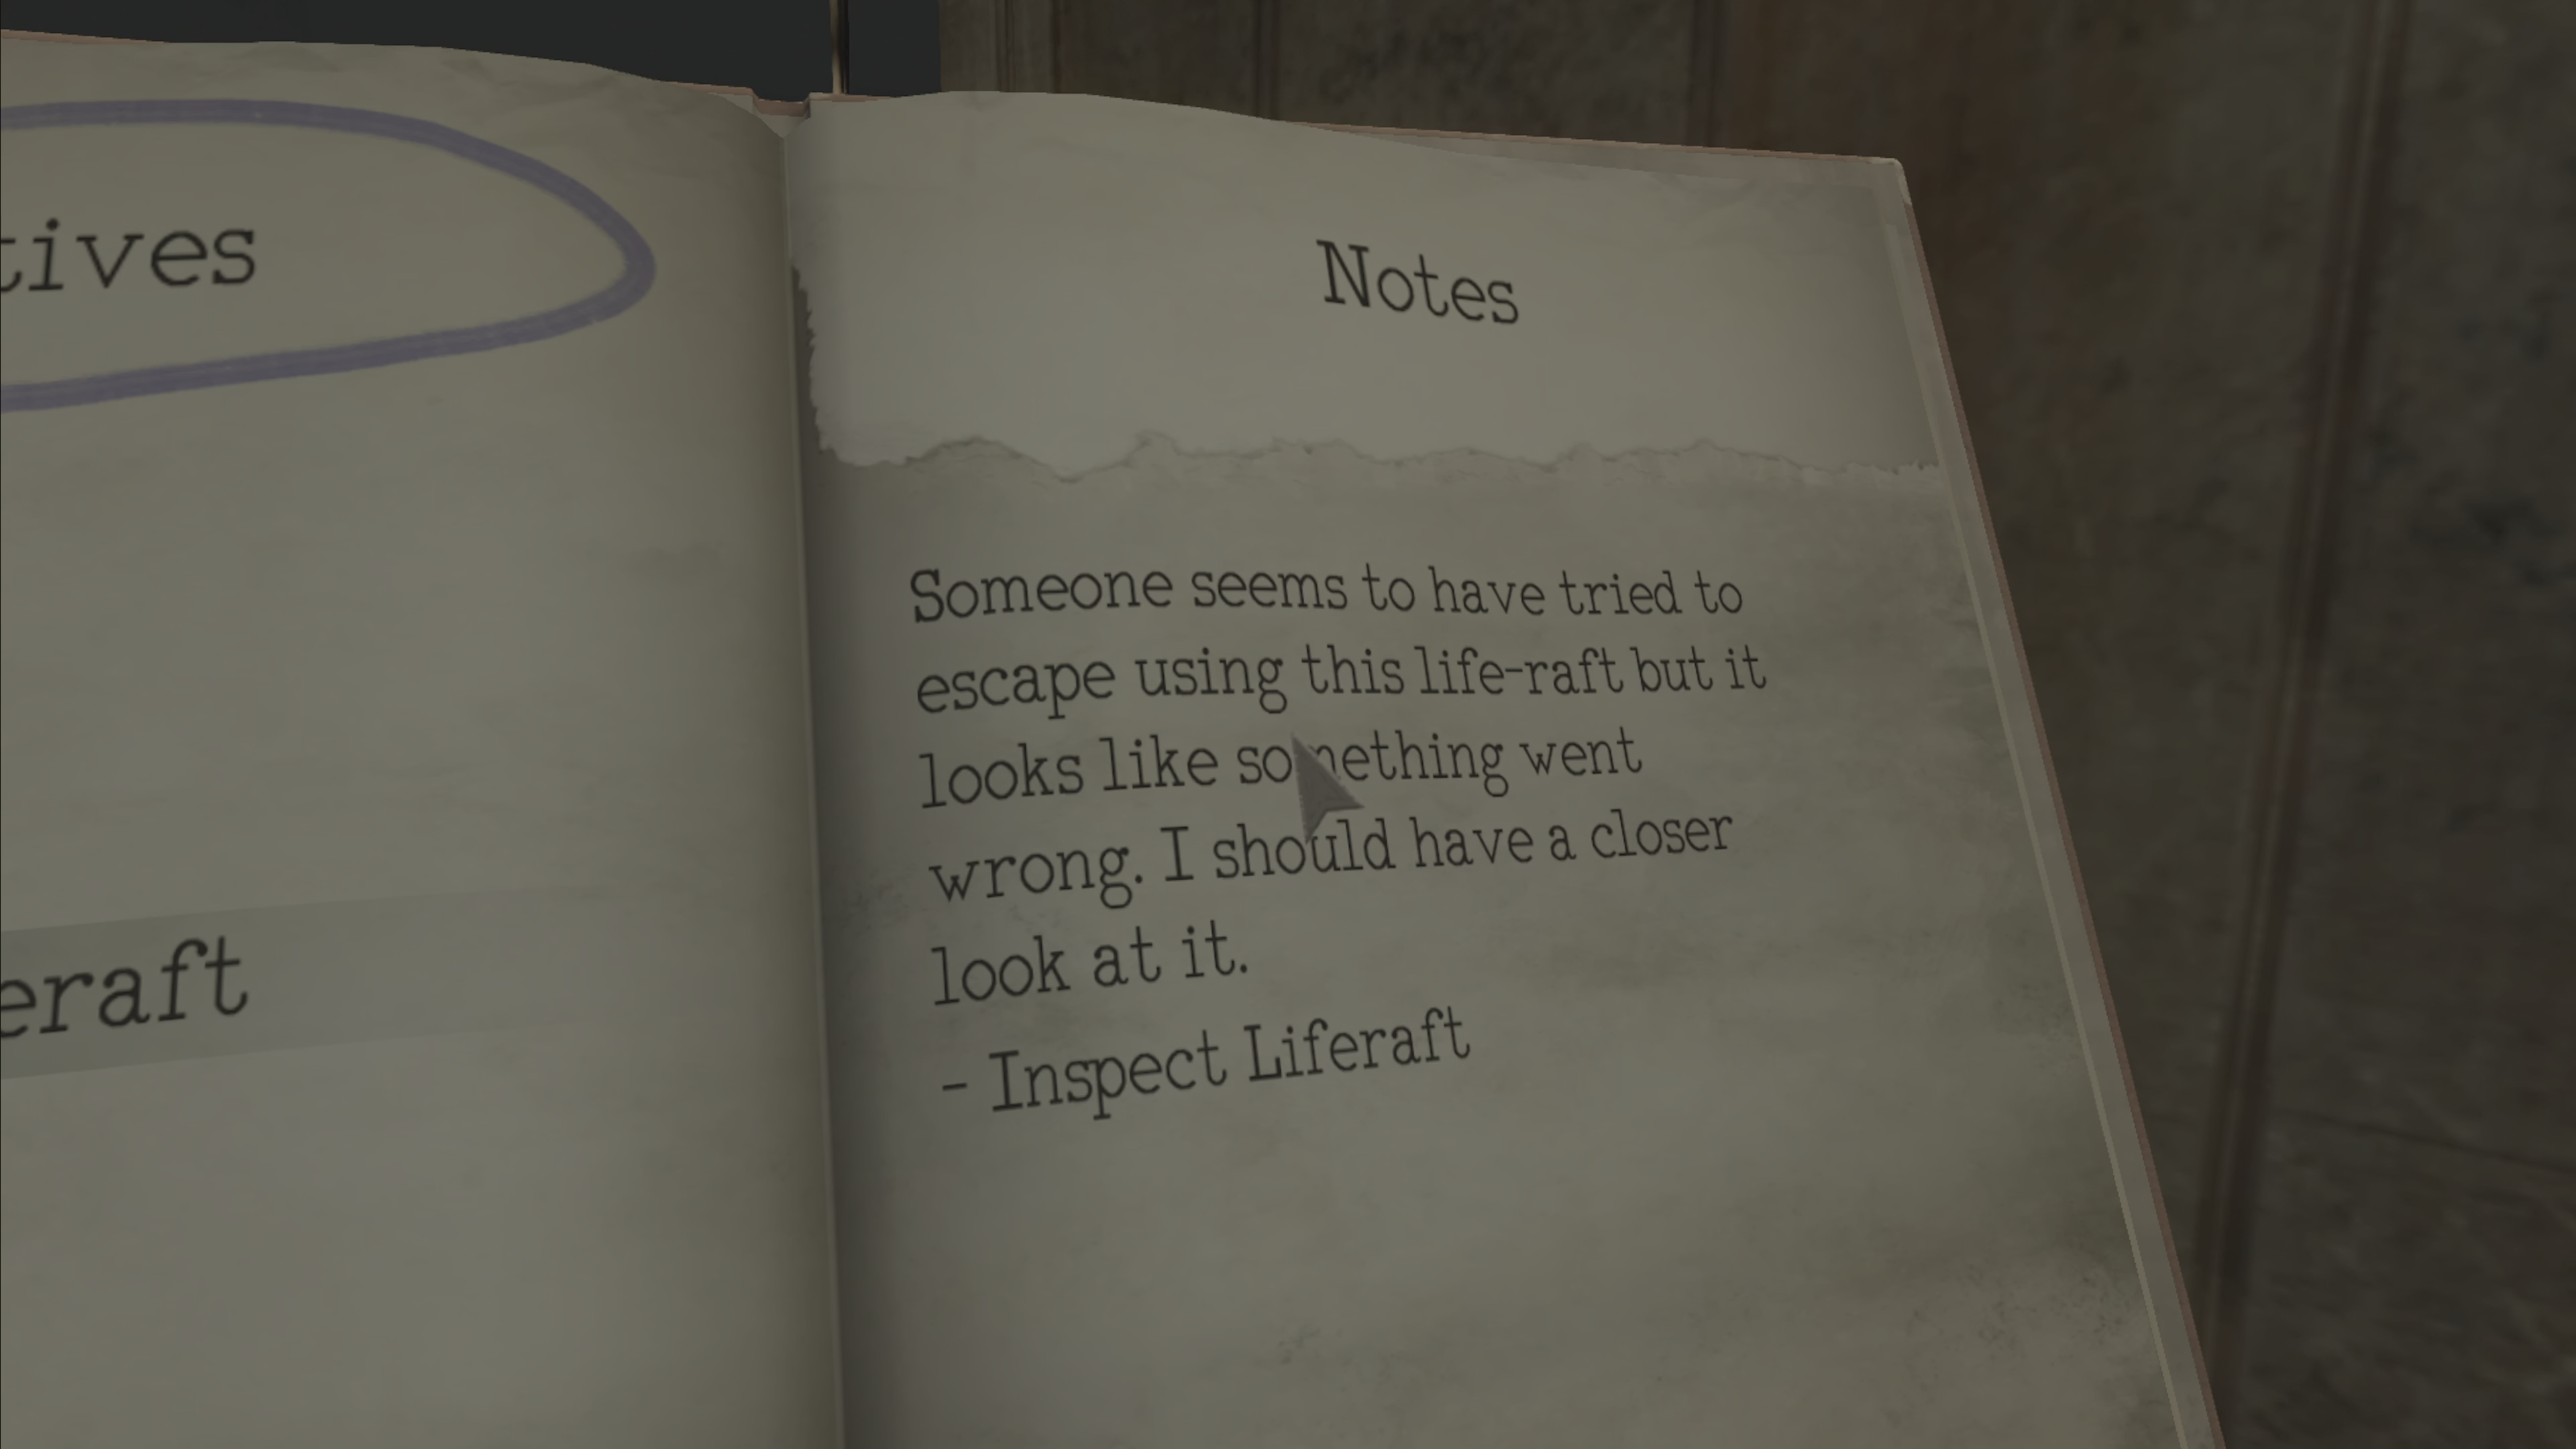 tives
eraft
Notes
Someone seems to have tried to
escape using this life-raft but it
looks like something went
wrong. I should have a closer
look at it.
- Inspect Liferaft